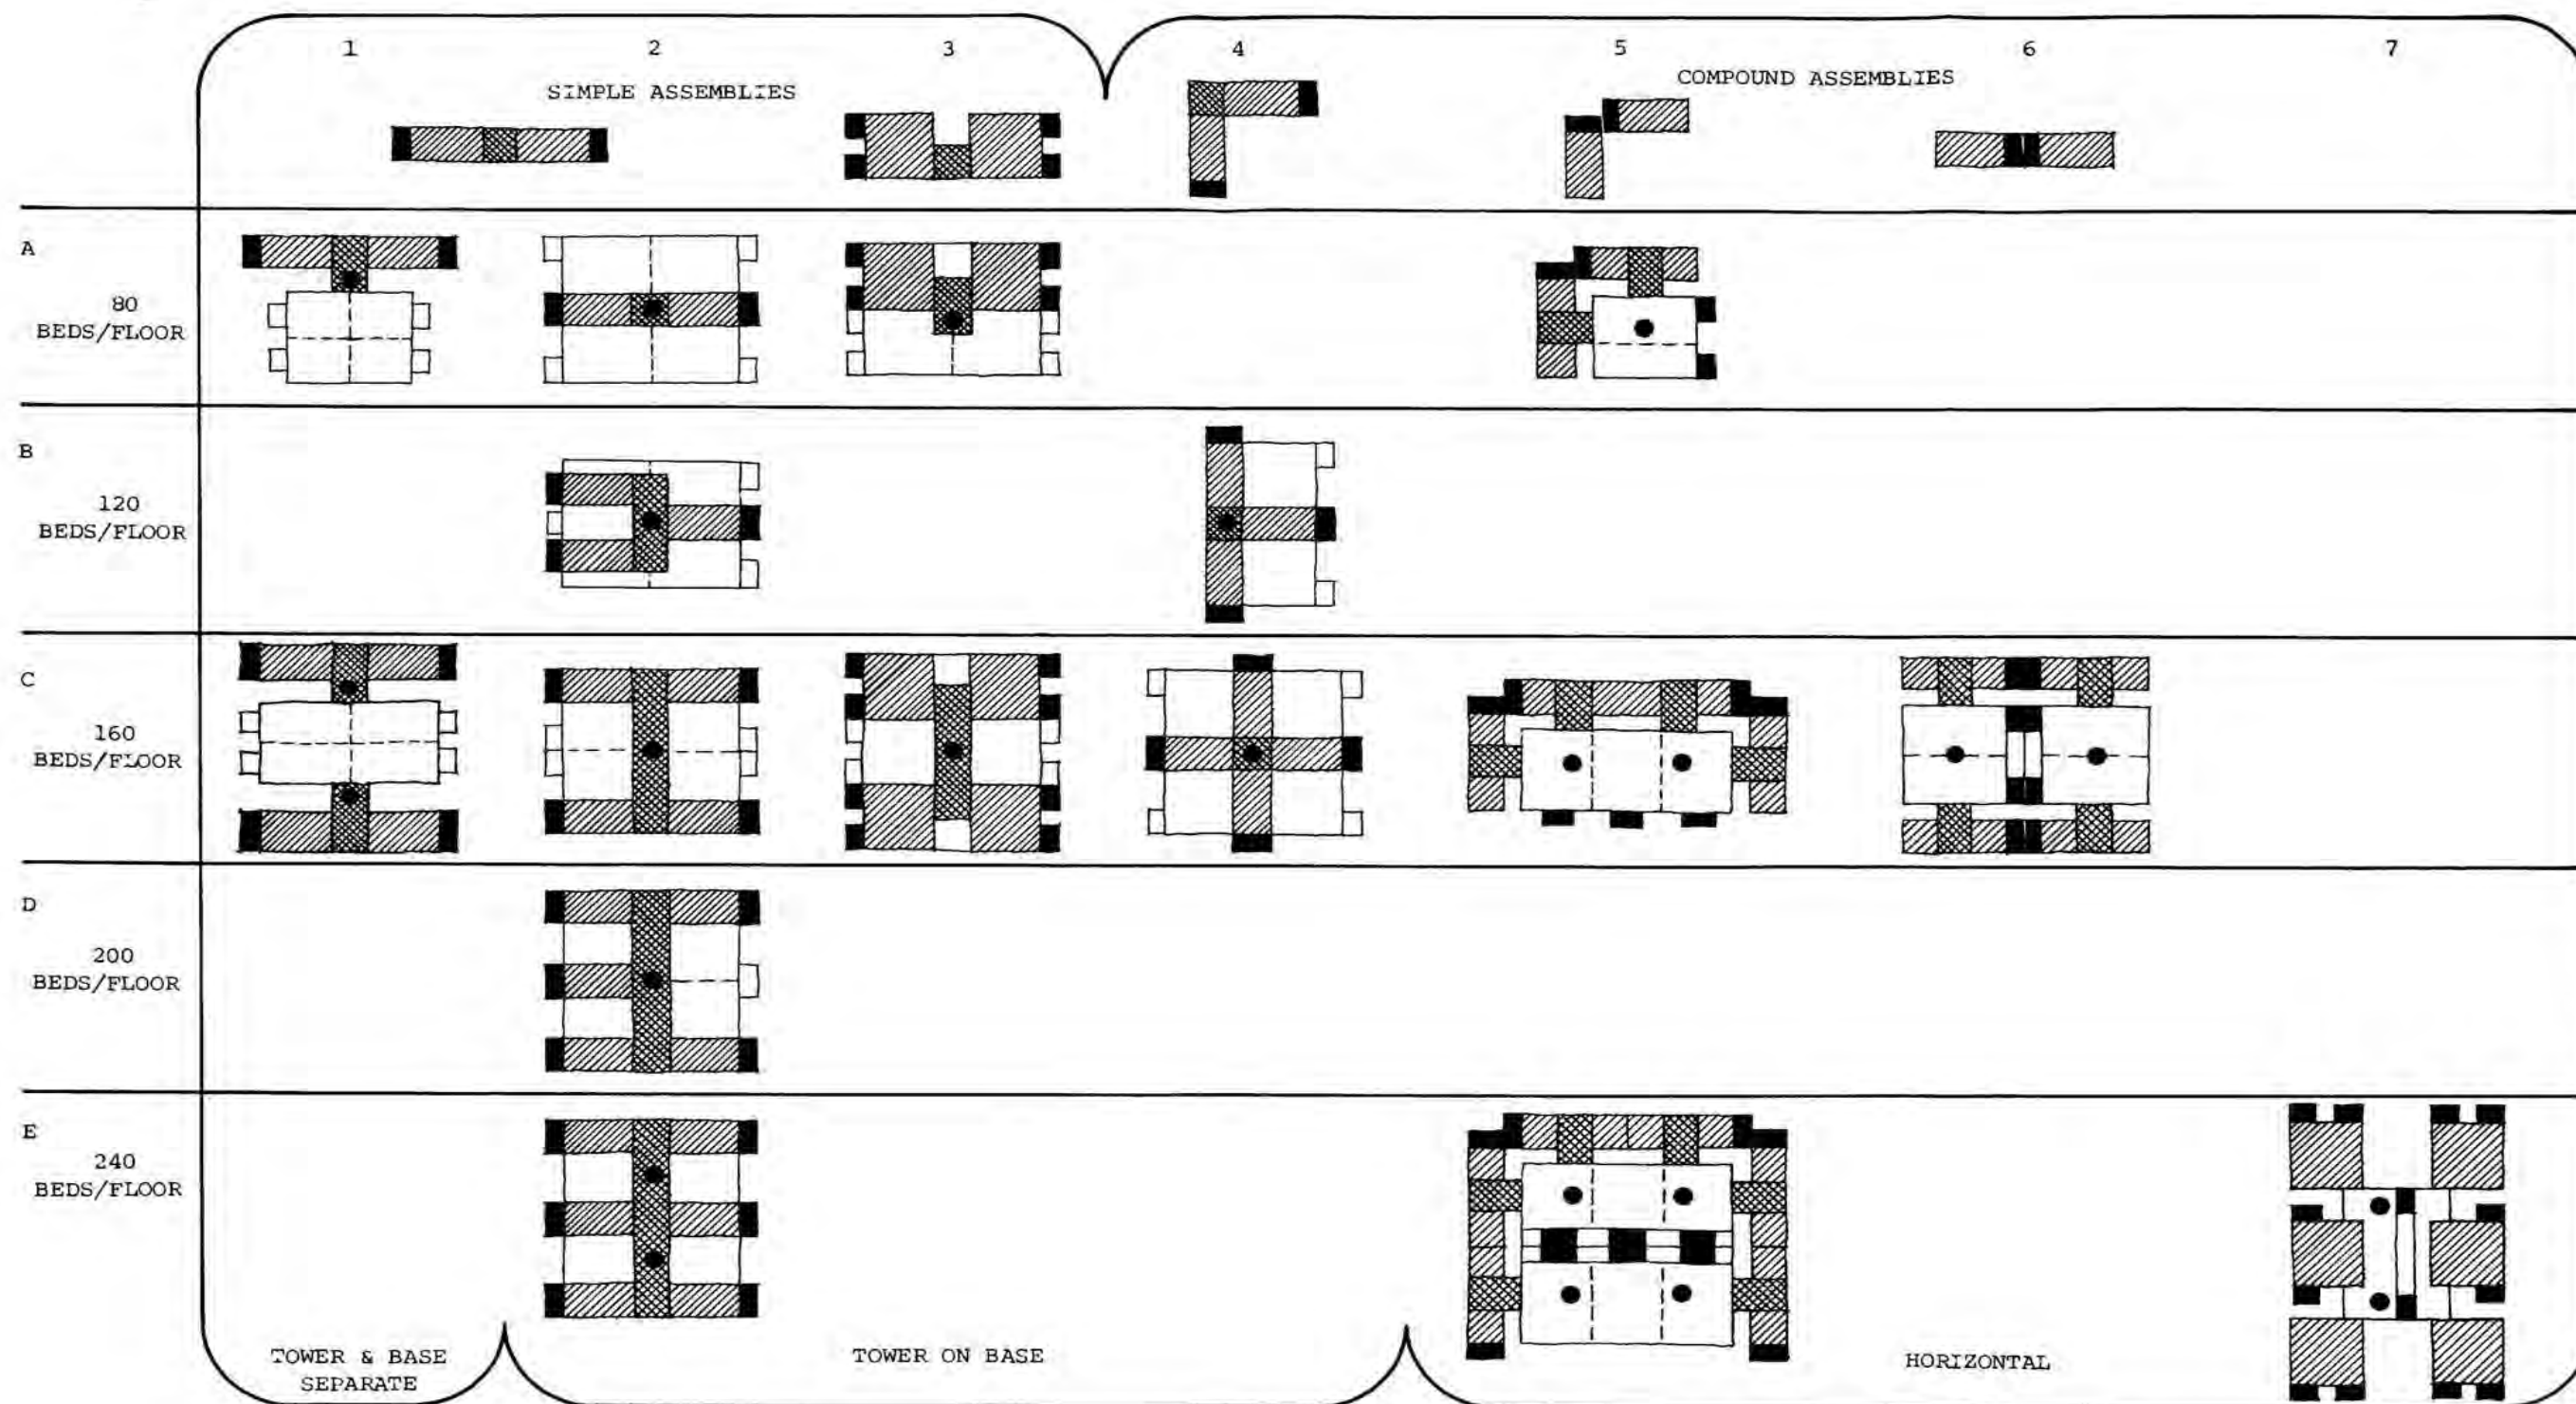 1 2 3 4 5 6 7
SIMPLE ASSEMBLIES
COMPOUND ASSEMBLIES
A
80
BEDS/FLOOR
B
120
BEDS/FLOOR
C
160
BEDS/FLOOR
D
200
BEDS/FLOOR
E
240
BEDS/FLOOR
TOWER & BASE
SEPARATE
TOWER ON BASE
HORIZONTAL